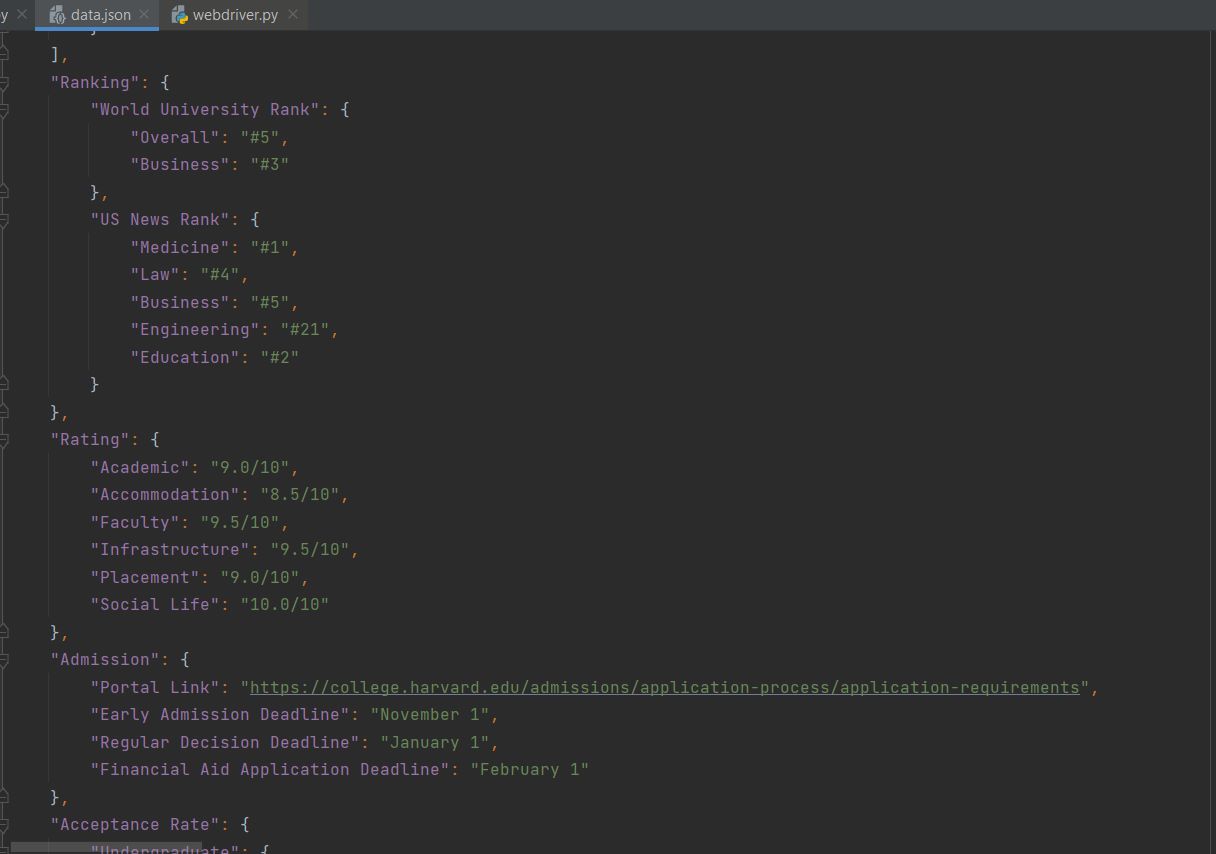 y data.json webdriver.py
],
"Ranking": {
"World University Rank": {
"Overall": "#5",
"Business": "#3"
},
"US News Rank": {
"Medicine": "#1",
"Law": "#4",
"Business": "#5",
"Engineering": "#21",
"Education": "#2"
}
},
"Rating": {
"Academic": "9.0/10",
"Accommodation": "8.5/10",
"Faculty": "9.5/10",
"Infrastructure": "9.5/10",
"Placement": "9.0/10",
"Social Life": "10.0/10"
},
"Admission": {
"Portal Link": "https://college.harvard.edu/admissions/application-process/application-requirements",
"Early Admission Deadline": "November 1",
"Regular Decision Deadline": "January 1",
"Financial Aid Application Deadline": "February 1"
},
"Acceptance Rate": {
"Undergraduate": {